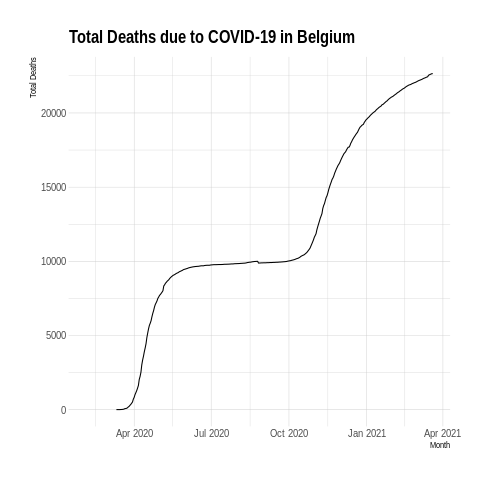 Total Deaths due to COVID-19 in Belgium
Total Deaths
20000
15000
10000
5000
0
Apr 2020 Jul 2020 Oct 2020 Jan 2021 Apr 2021
Month